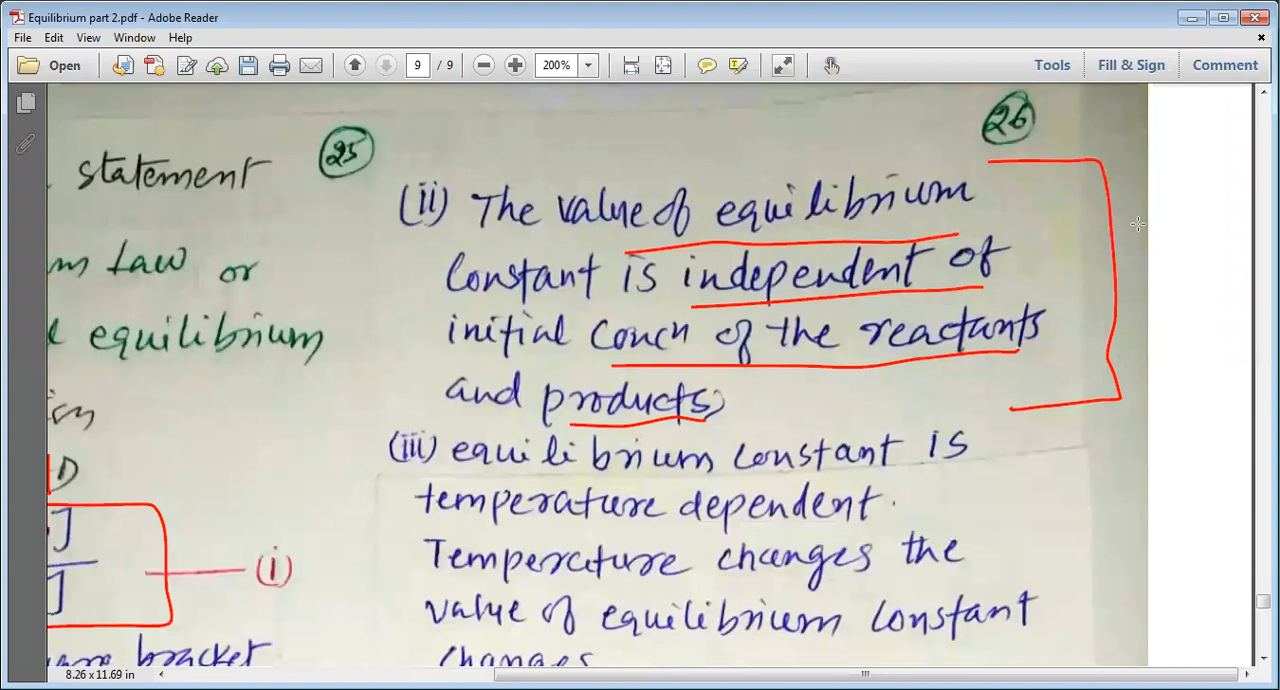 Equilibrium part 2.pdf - Adobe Reader
File Edit View Window Help
Open 9 / 9 200% Tools Fill & Sign Comment
25
statement
Law or
equilibrium
D
]
]
(i)
bracket
26
(ii) The value of equilibrium
Constant is independent of
initial Concn of the reactants
and products,
(iii) equilibrium constant is
temperature dependent.
Temperature changes the
value of equilibrium constant
changes
8.26 x 11.69 in